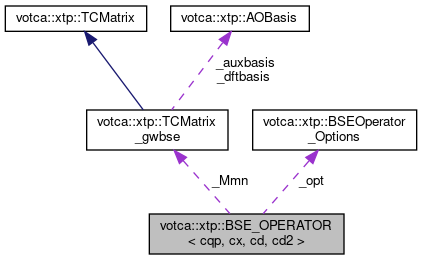 votca::xtp::TCMatrix
votca::xtp::AOBasis
_auxbasis
_dftbasis
votca::xtp::TCMatrix
_gwbse
votca::xtp::BSEOperator
_Options
_Mmn
_opt
votca::xtp::BSE_OPERATOR
< cqp, cx, cd, cd2 >